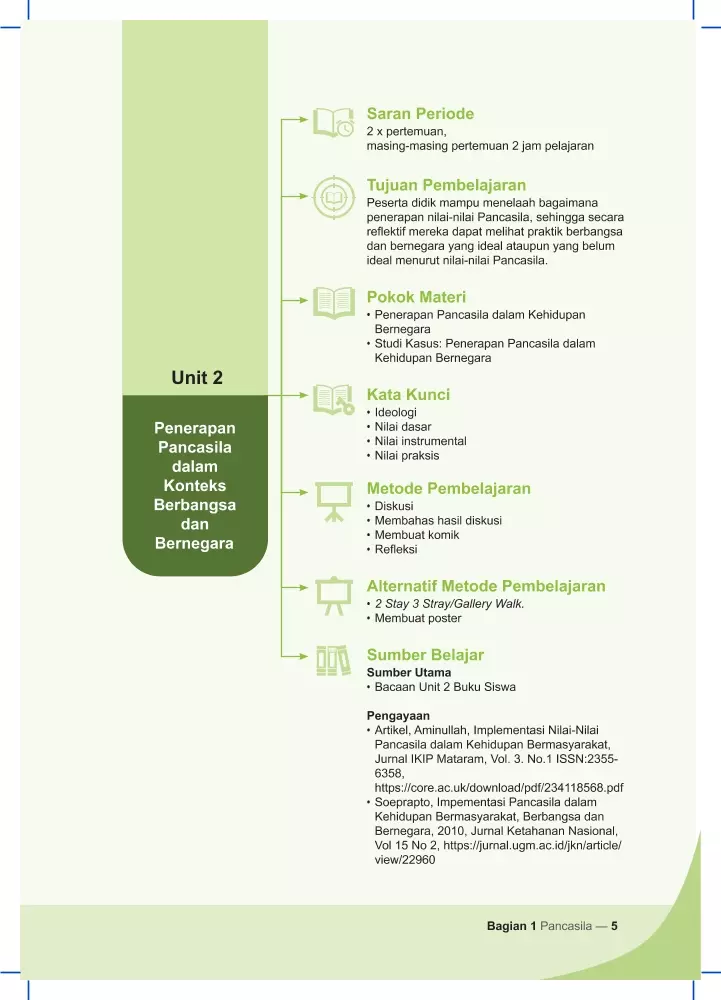 Unit 2
Penerapan
Pancasila
dalam
Konteks
Berbangsa
dan
Bernegara
Saran Periode
2 x pertemuan,
masing-masing pertemuan 2 jam pelajaran
Tujuan Pembelajaran
Peserta didik mampu menelaah bagaimana
penerapan nilai-nilai Pancasila, sehingga secara
reflektif mereka dapat melihat praktik berbangsa
dan bernegara yang ideal ataupun yang belum
ideal menurut nilai-nilai Pancasila.
Pokok Materi
• Penerapan Pancasila dalam Kehidupan
Bernegara
• Studi Kasus: Penerapan Pancasila dalam
Kehidupan Bernegara
Kata Kunci
• Ideologi
• Nilai dasar
• Nilai instrumental
• Nilai praksis
Metode Pembelajaran
• Diskusi
• Membahas hasil diskusi
• Membuat komik
• Refleksi
Alternatif Metode Pembelajaran
• 2 Stay 3 Stray/Gallery Walk.
• Membuat poster
Sumber Belajar
Sumber Utama
• Bacaan Unit 2 Buku Siswa
Pengayaan
• Artikel, Aminullah, Implementasi Nilai-Nilai
Pancasila dalam Kehidupan Bermasyarakat,
Jurnal IKIP Mataram, Vol. 3. No.1 ISSN:2355-
6358,
https://core.ac.uk/download/pdf/234118568.pdf
• Soeprapto, Impementasi Pancasila dalam
Kehidupan Bermasyarakat, Berbangsa dan
Bernegara, 2010, Jurnal Ketahanan Nasional,
Vol 15 No 2, https://jurnal.ugm.ac.id/jkn/article/
view/22960
Bagian 1 Pancasila — 5